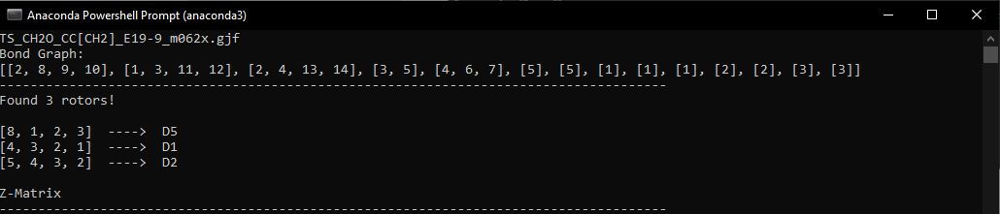 Anaconda Powershell Prompt (anaconda3)
TS_CH2O_CC[CH2]_E19-9_m062x.gjf
Bond Graph:
[[2, 8, 9, 10], [1, 3, 11, 12], [2, 4, 13, 14], [3, 5], [4, 6, 7], [5], [5], [1], [1], [1], [2], [2], [3], [3]]
--------------------------------------------------------------------------------------
Found 3 rotors!
[8, 1, 2, 3]  ---->  D5
[4, 3, 2, 1]  ---->  D1
[5, 4, 3, 2]  ---->  D2
Z-Matrix
--------------------------------------------------------------------------------------